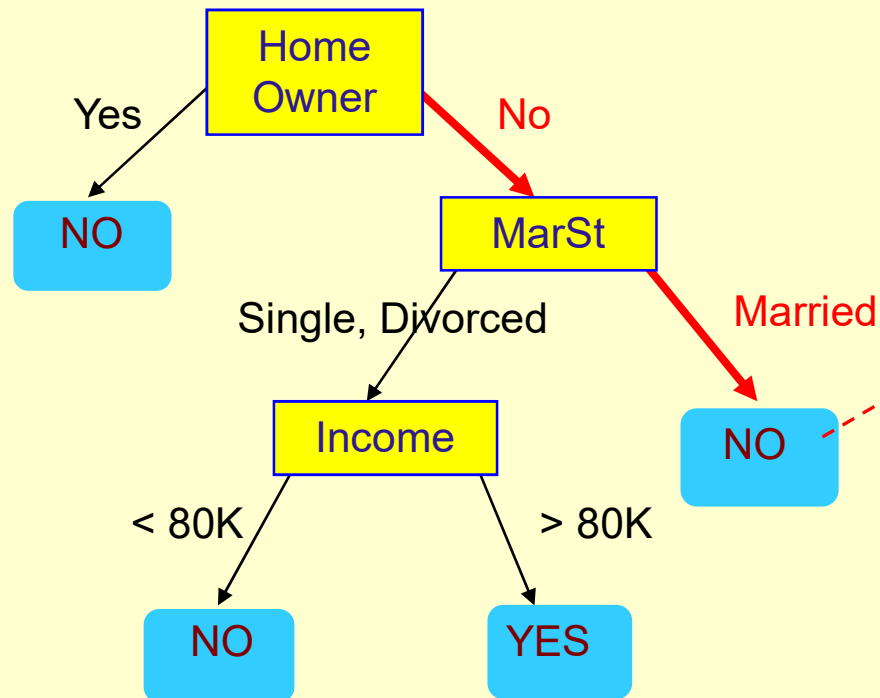 Home
Owner
Yes
No
NO
MarSt
Single, Divorced
Married
Income
NO
< 80K
> 80K
NO
YES